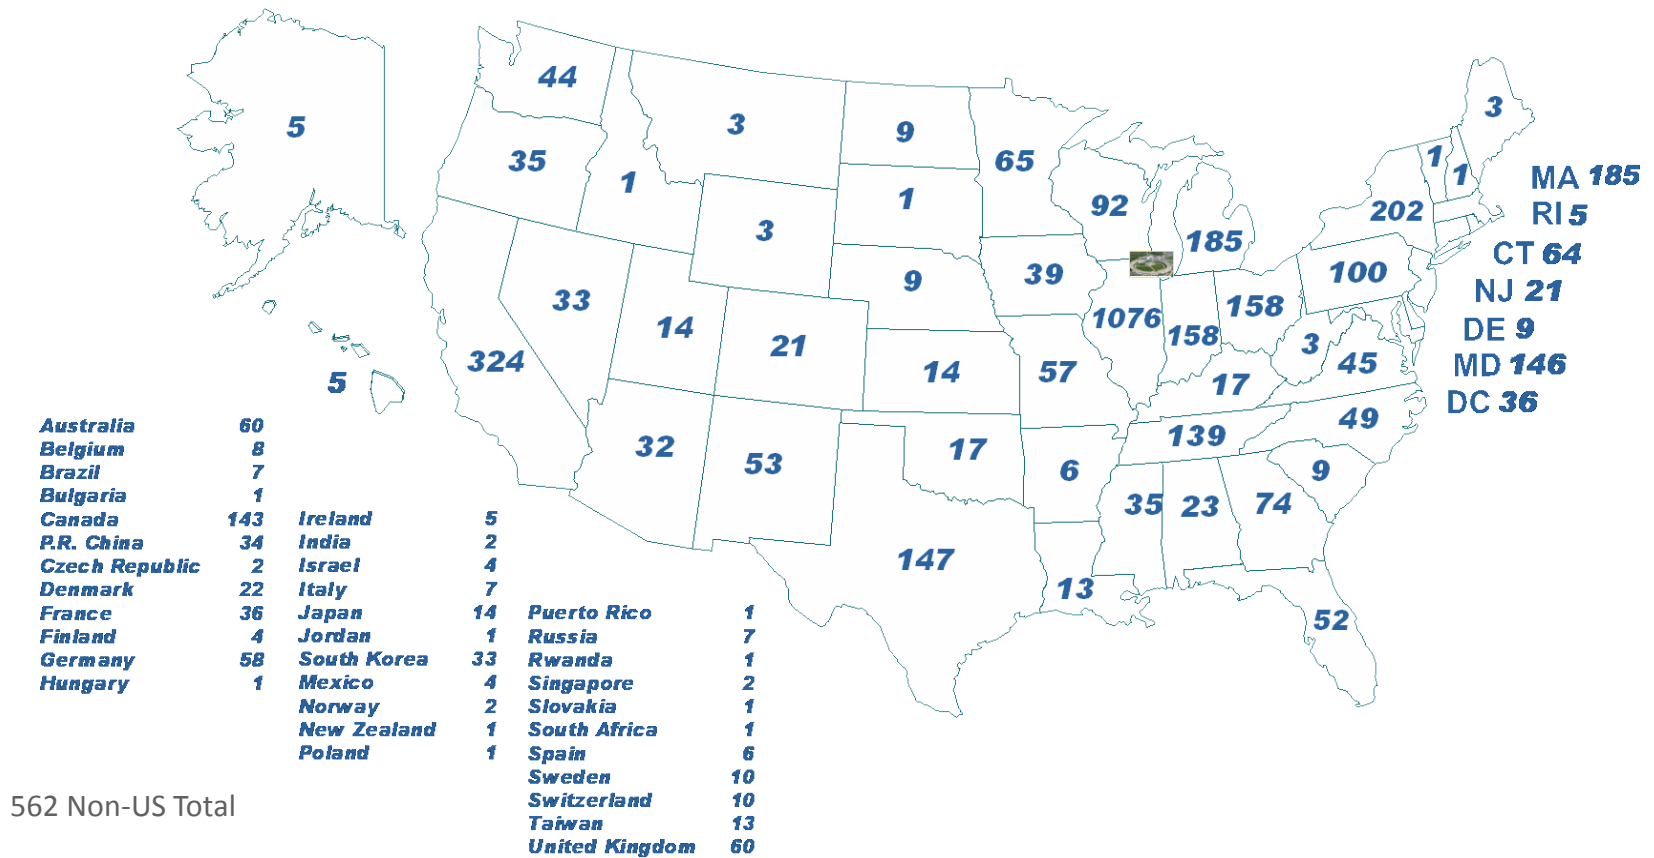 5
44
3
9
65
3
35
1
1
92
1
1
MA 185
3
202
RI 5
185
CT 64
33
9
39
100
NJ 21
14
1076
158
158
DE 9
324
21
3
45
MD 146
5
14
57
17
DC 36
32
53
17
139
49
6
9
35
23
74
147
13
52
Australia 60
Belgium 8
Brazil 7
Bulgaria 1
Canada 143
P.R. China 34
Czech Republic 2
Denmark 22
France 36
Finland 4
Germany 58
Hungary 1
Ireland 5
India 2
Israel 4
Italy 7
Japan 14
Jordan 1
South Korea 33
Mexico 4
Norway 2
New Zealand 1
Poland 1
Puerto Rico 1
Russia 7
Rwanda 1
Singapore 2
Slovakia 1
South Africa 1
Spain 6
Sweden 10
Switzerland 10
Taiwan 13
United Kingdom 60
562 Non-US Total